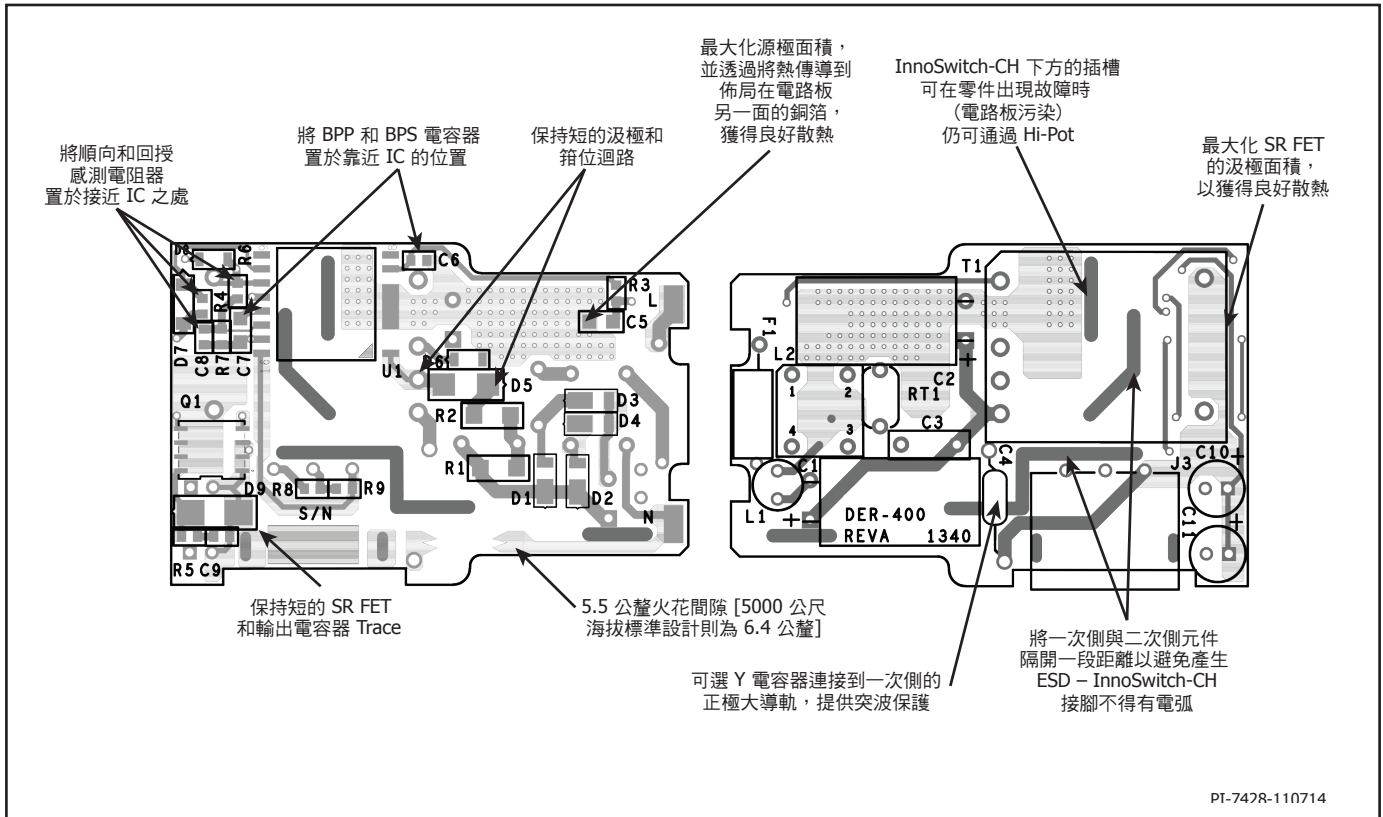 最大化源極面積，
並透過將熱傳導到
佈局在電路板
另一面的銅箔，
獲得良好散熱
InnoSwitch-CH 下方的插槽
可在零件出現故障時
（電路板污染）
仍可通過 Hi-Pot
將 BPP 和 BPS 電容器
置於靠近 IC 的位置
保持短的汲極和
箝位迴路
最大化 SR FET
的汲極面積，
以獲得良好散熱
將順向和回授
感測電阻器
置於接近 IC 之處
D8
R6
C6
R3
L
C5
R4
D7
C8
R7
C7
U1
D5
D3
D4
R2
Q1
R1
D1
D2
N
D9
R8
R9
S/N
R5
C9
T1
F1
L2
C2
1
2
RT1
4
3
C3
C1
C4
L1
DER-400
REVA 1340
J3
C10
C11
保持短的 SR FET
和輸出電容器 Trace
5.5 公釐火花間隙 [5000 公尺
海拔標準設計則為 6.4 公釐]
可選 Y 電容器連接到一次側的
正極大導軌，提供突波保護
將一次側與二次側元件
隔開一段距離以避免產生
ESD – InnoSwitch-CH
接腳不得有電弧
PI-7428-110714